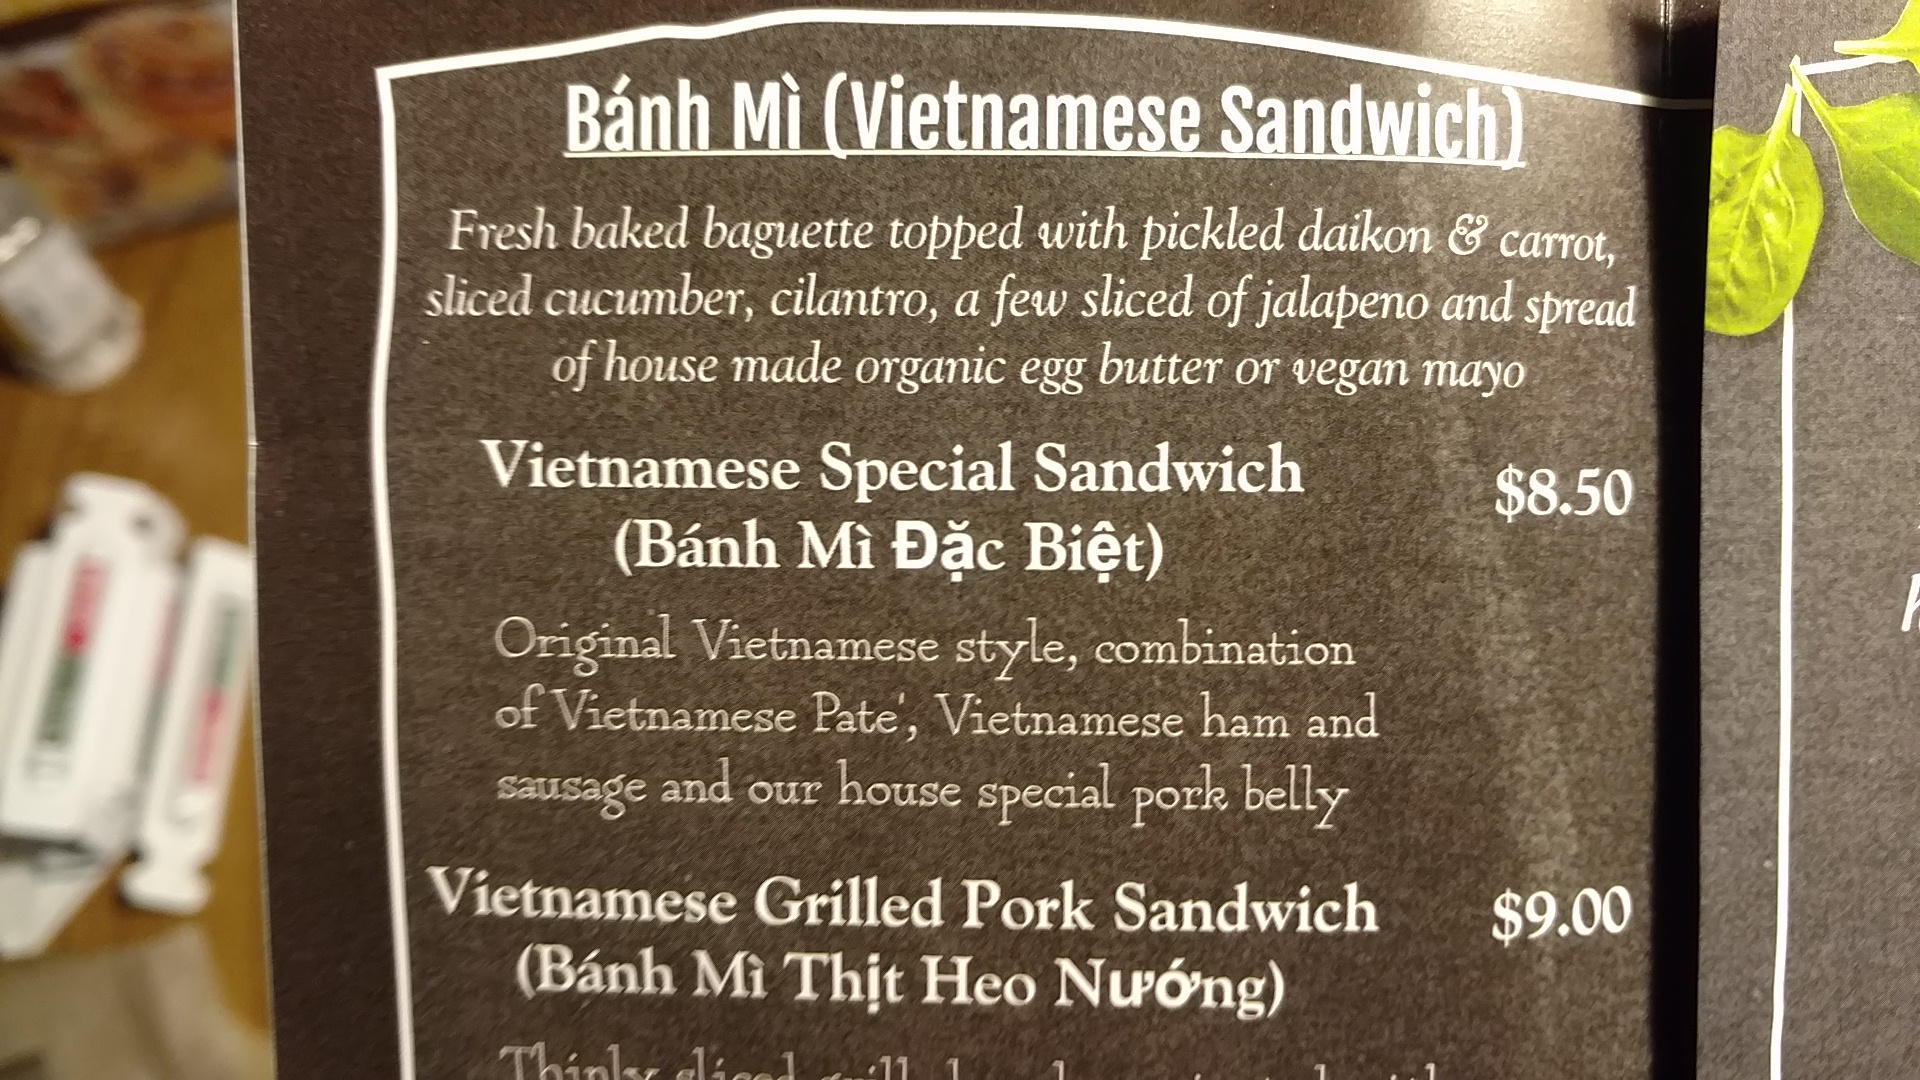 Bánh Mì (Vietnamese Sandwich)
Fresh baked baguette topped with pickled daikon & carrot,
sliced cucumber, cilantro, a few sliced of jalapeno and spread
of house made organic egg butter or vegan mayo
Vietnamese Special Sandwich $8.50
(Bánh Mì Đặc Biệt)
Original Vietnamese style, combination
of Vietnamese Pate', Vietnamese ham and
sausage and our house special pork belly
Vietnamese Grilled Pork Sandwich $9.00
(Bánh Mì Thịt Heo Nướng)
Thinly sliced